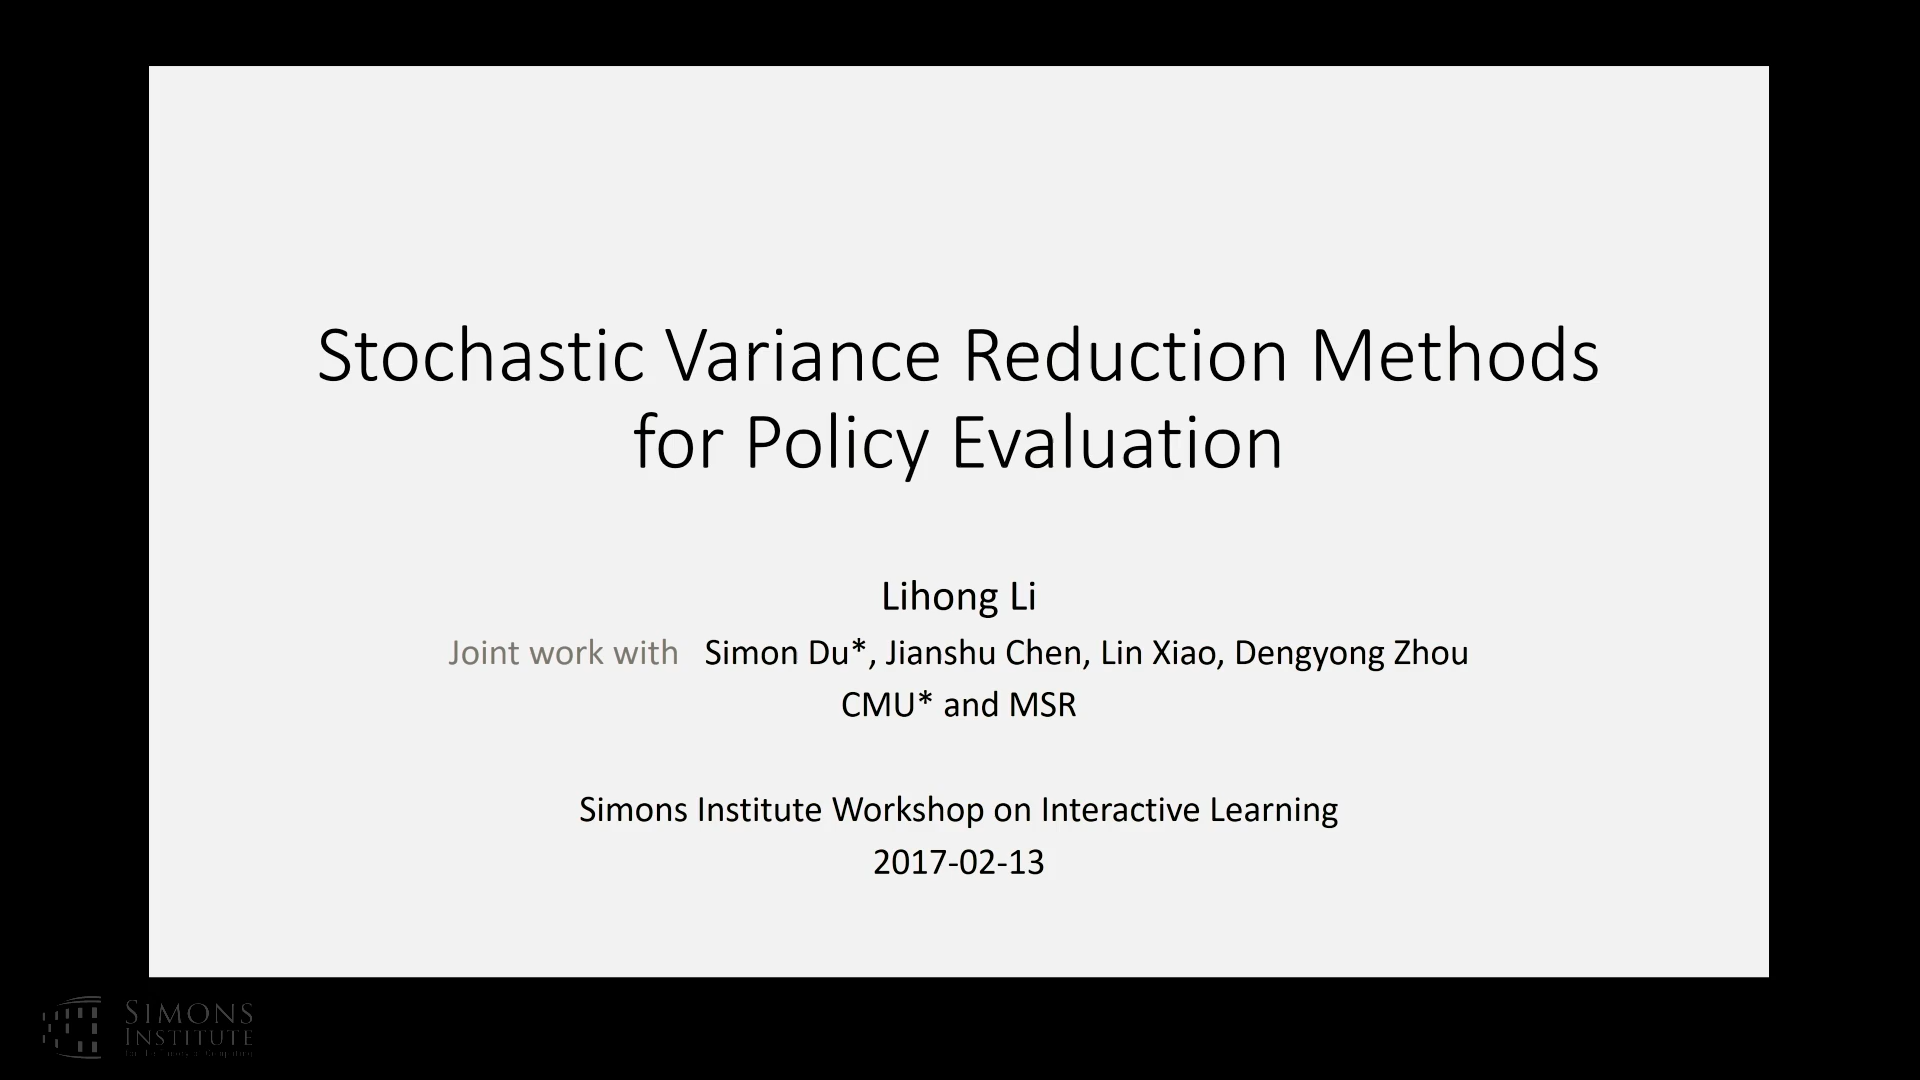 Stochastic Variance Reduction Methods
for Policy Evaluation
Lihong Li
Joint work with Simon Du*, Jianshu Chen, Lin Xiao, Dengyong Zhou
CMU* and MSR
Simons Institute Workshop on Interactive Learning
2017-02-13
SIMONS
INSTITUTE